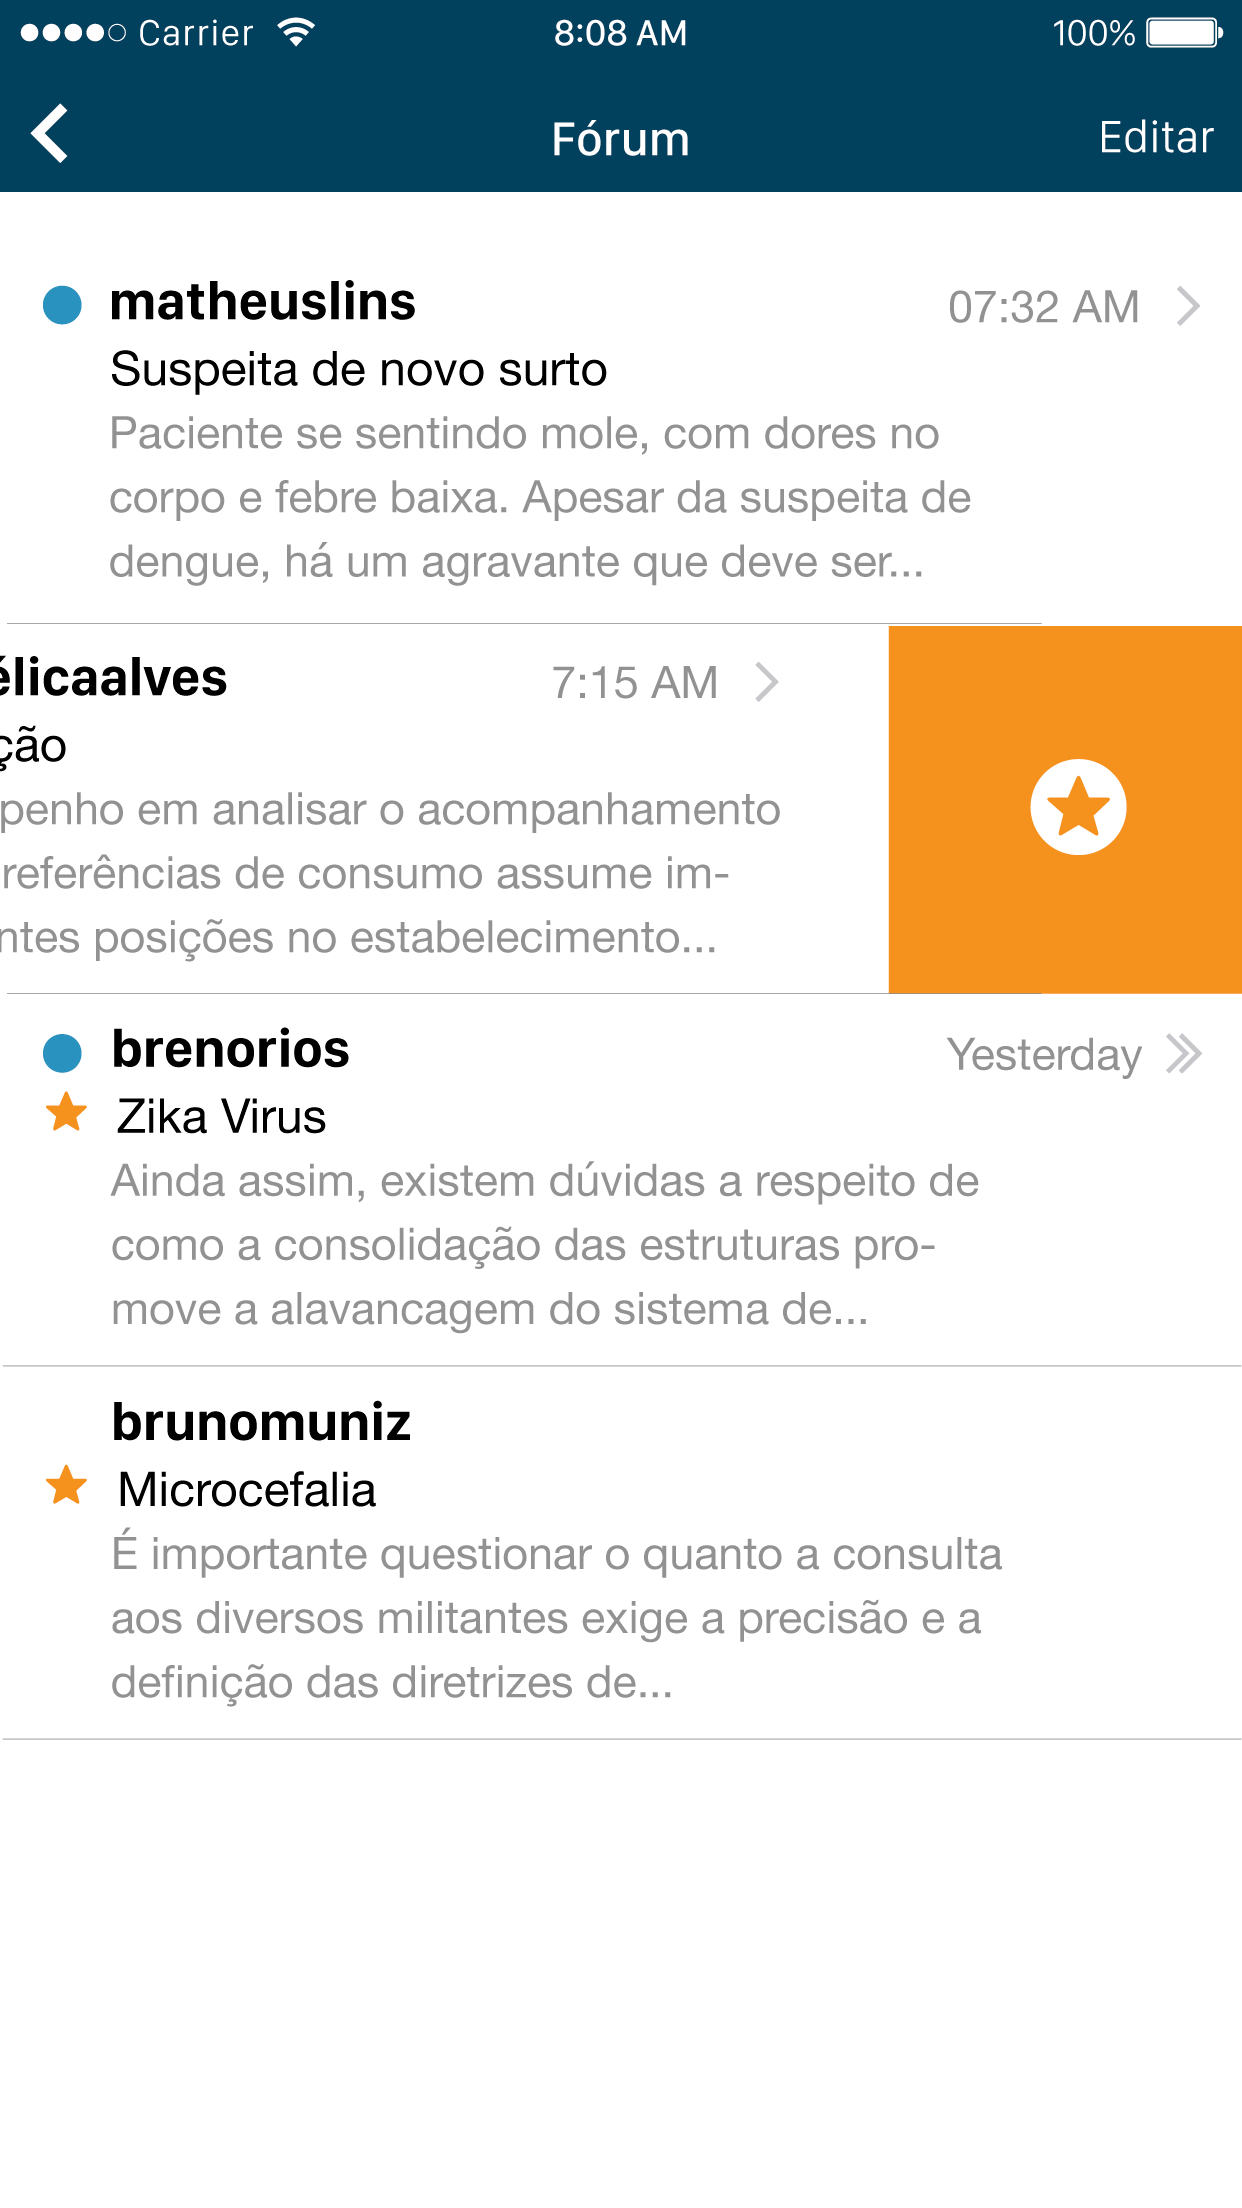 Carrier 8:08 AM 100%
Fórum Editar
matheuslins 07:32 AM
Suspeita de novo surto
Paciente se sentindo mole, com dores no
corpo e febre baixa. Apesar da suspeita de
dengue, há um agravante que deve ser...
élicaalves 7:15 AM
ção
penho em analisar o acompanhamento
referências de consumo assume im-
ntes posições no estabelecimento...
brenorios Yesterday
Zika Virus
Ainda assim, existem dúvidas a respeito de
como a consolidação das estruturas pro-
move a alavancagem do sistema de...
brunomuniz
Microcefalia
É importante questionar o quanto a consulta
aos diversos militantes exige a precisão e a
definição das diretrizes de...